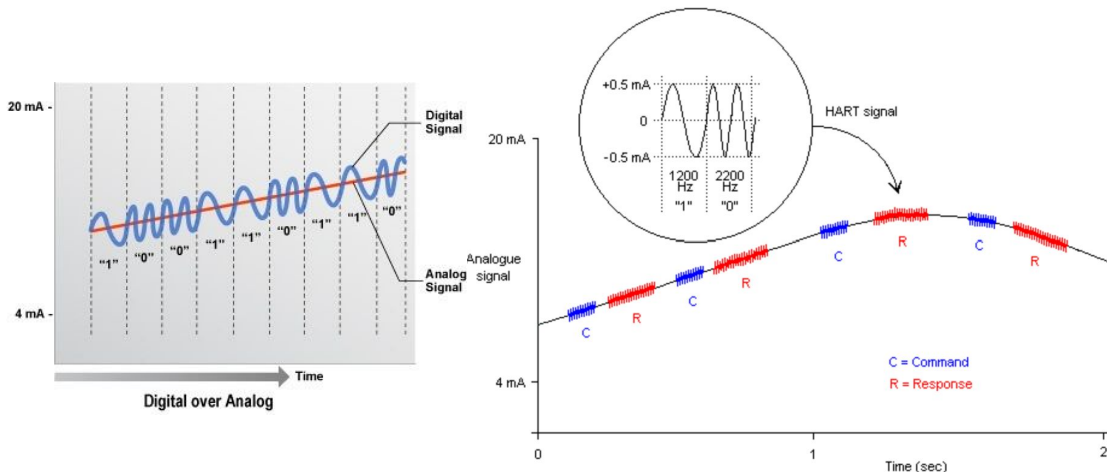 20 mA -
4 mA -
Digital
Signal
Analog
Signal
“1”
“0”
“0”
“1”
“1”
“0”
“1”
“1”
“0”
Time
Digital over Analog
+0.5 mA
0
-0.5 mA
1200
Hz
"1"
2200
Hz
"0"
HART signal
20 mA
Analogue
signal
4 mA
C
R
C
R
C
R
C
R
C = Command
R = Response
0
1
2
Time (sec)